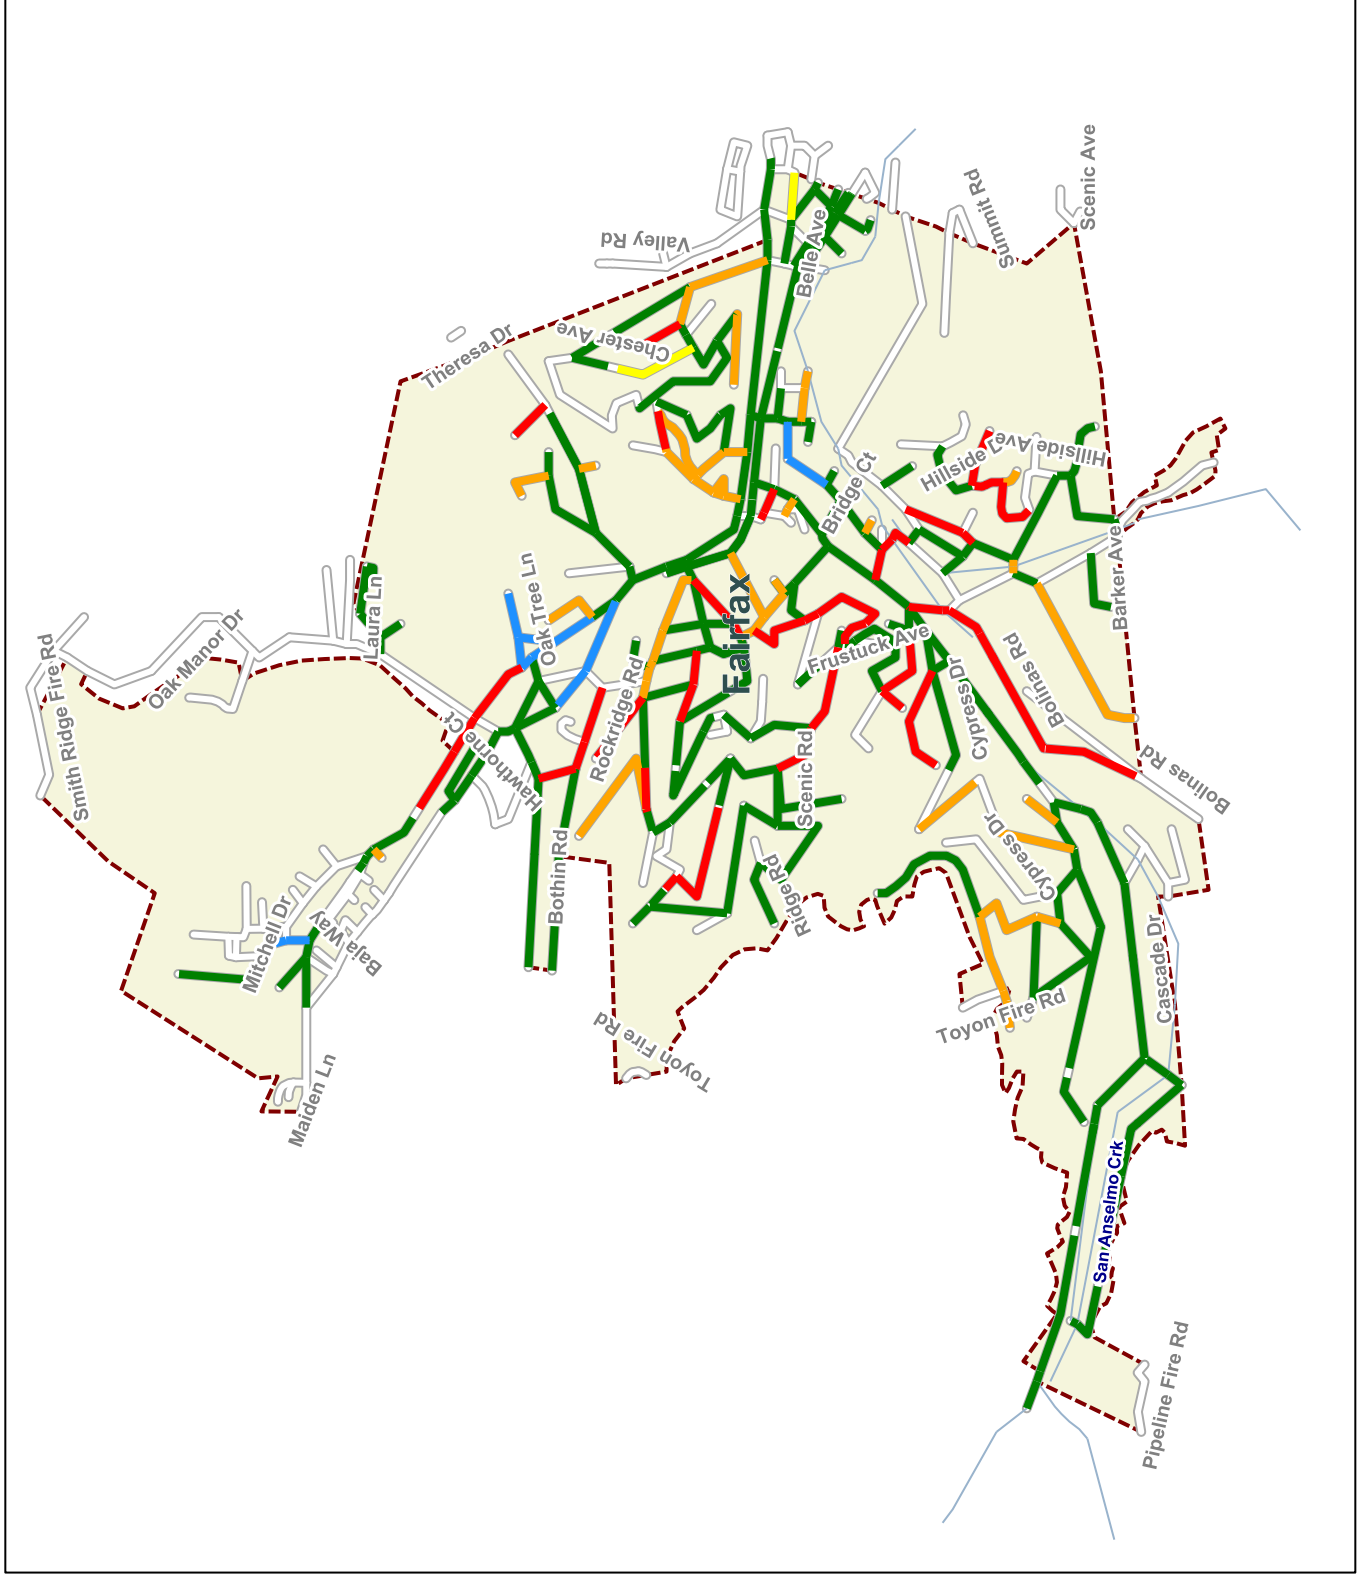 Scenic Ave
Summit Rd
Valley Rd
Belle Ave
Theresa Dr
Chester Ave
Hillside Ln
Hillside Ave
Bridge Ct
Barker Ave
Oak Tree Ln
Laura Ln
Fairfax
Frustuck Ave
Oak Manor Dr
Smith Ridge Fire Rd
Bolinas Rd
Cypress Dr
Rockridge Rd
Hawthorne Ct
Scenic Rd
Bolinas Rd
Cypress Dr
Bothin Rd
Ridge Rd
Mitchell Dr
Baja Way
Cascade Dr
Toyon Fire Rd
Toyon Fire Rd
Maiden Ln
San Anselmo Crk
Pipeline Fire Rd